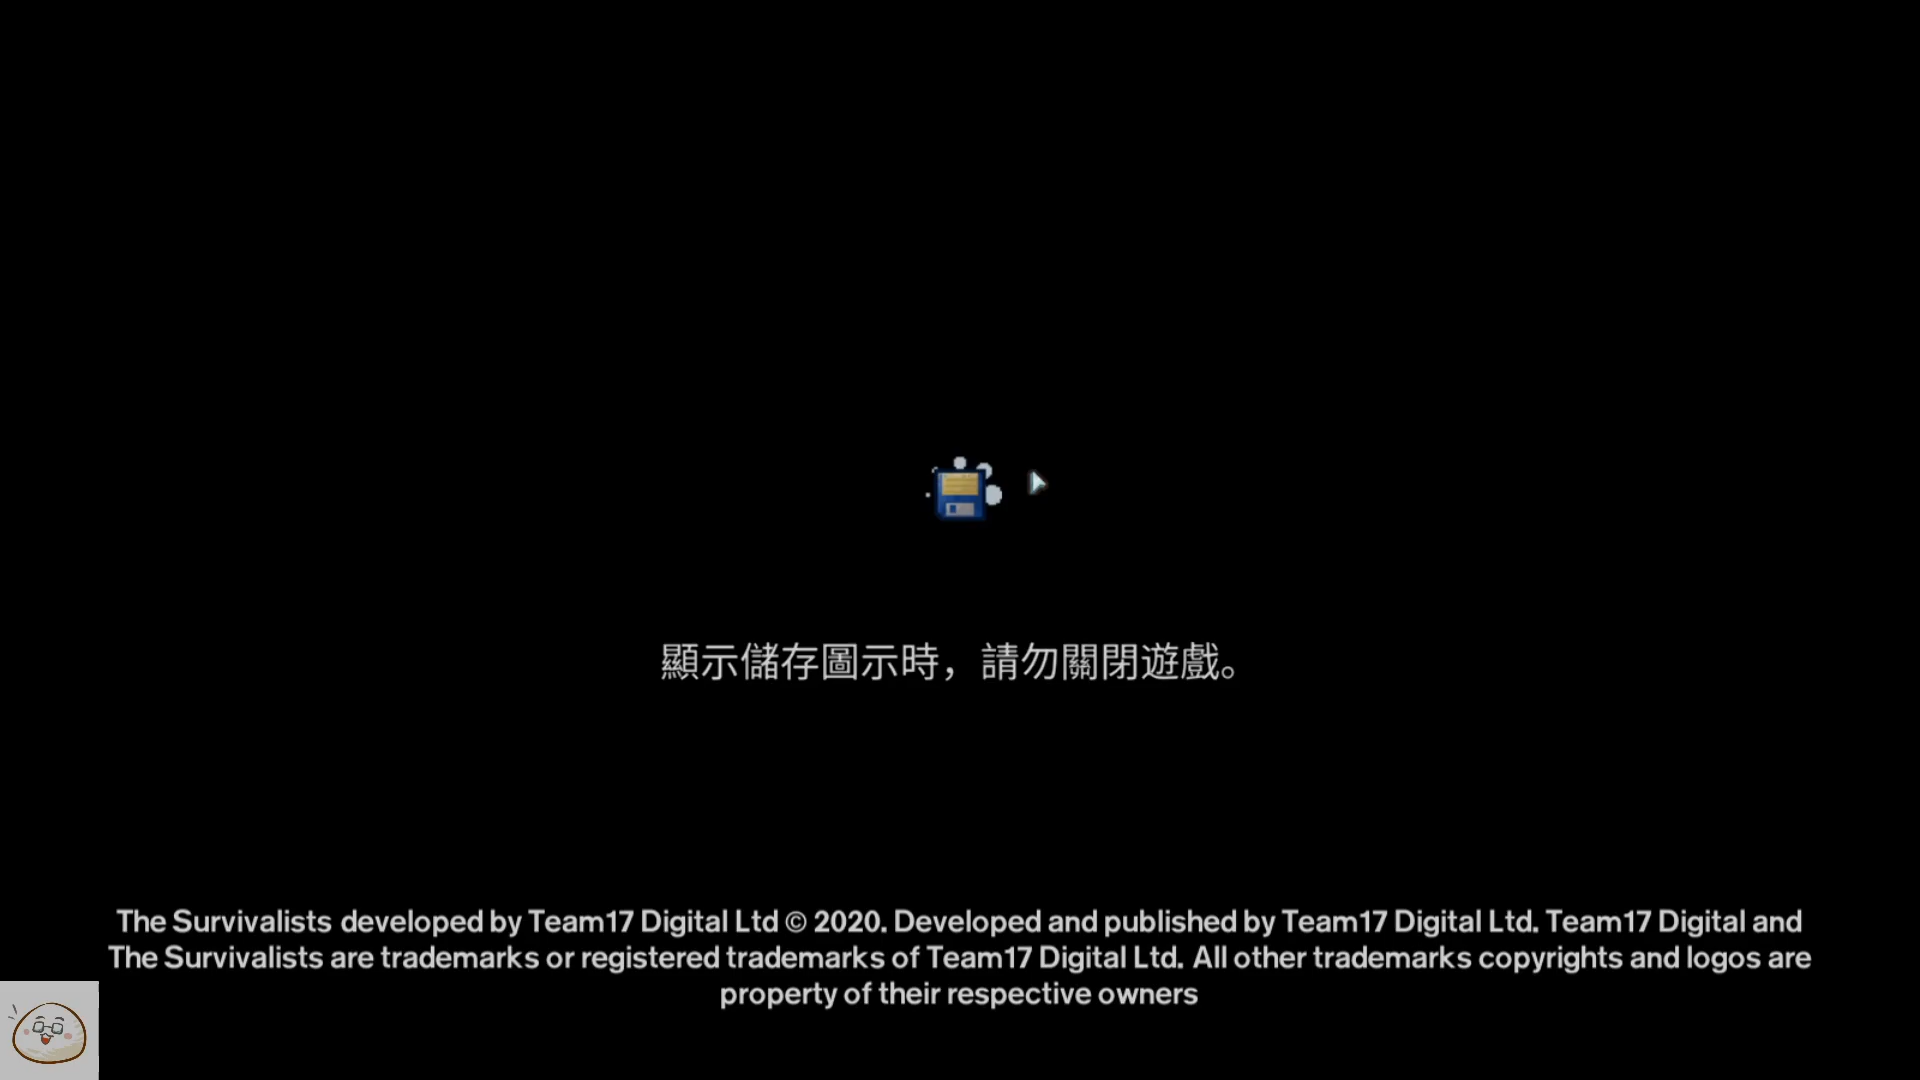 顯示儲存圖示時，請勿關閉遊戲。
The Survivalists developed by Team17 Digital Ltd © 2020. Developed and published by Team17 Digital Ltd. Team17 Digital and
The Survivalists are trademarks or registered trademarks of Team17 Digital Ltd. All other trademarks copyrights and logos are
property of their respective owners